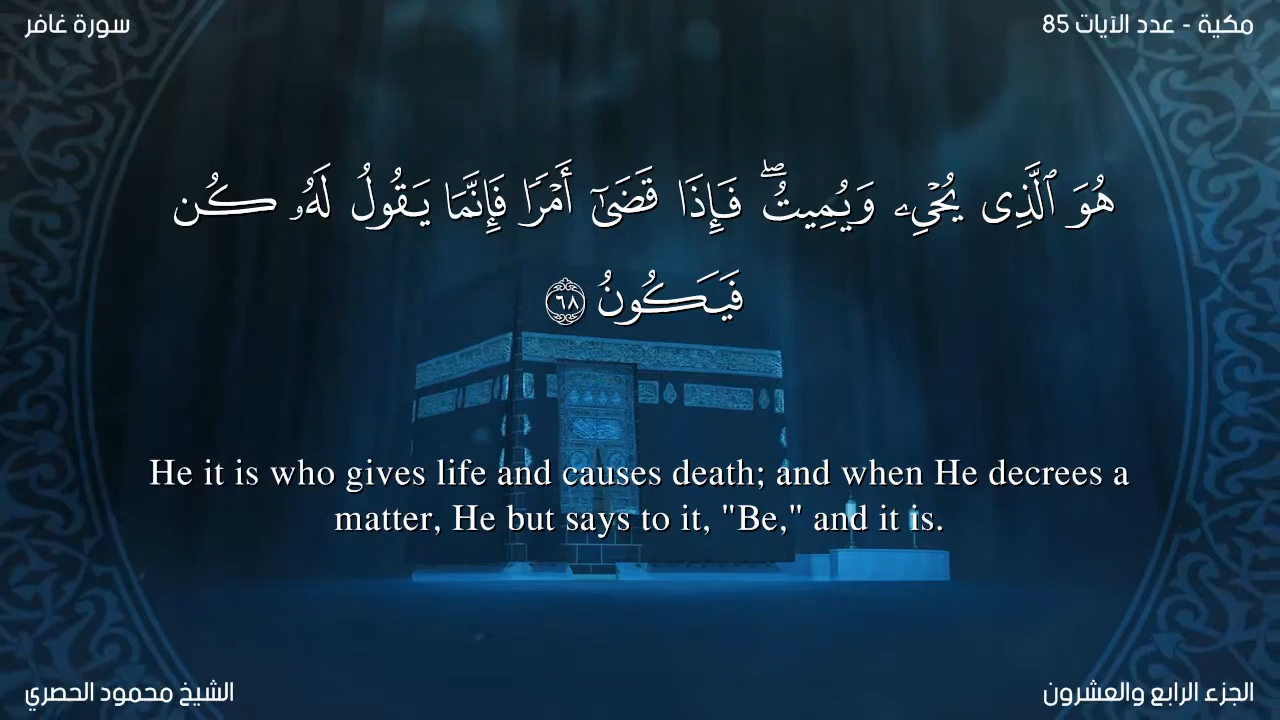 سورة غافر
مكية - عدد الآيات 85
هُوَ ٱلَّذِى يُحْىِۦ وَيُمِيتُ ۖ فَإِذَا قَضَىٰٓ أَمْرًا فَإِنَّمَا يَقُولُ لَهُۥ كُن
فَيَكُونُ ٦٨
He it is who gives life and causes death; and when He decrees a
matter, He but says to it, "Be," and it is.
الشيخ محمود الحصري
الجزء الرابع والعشرون